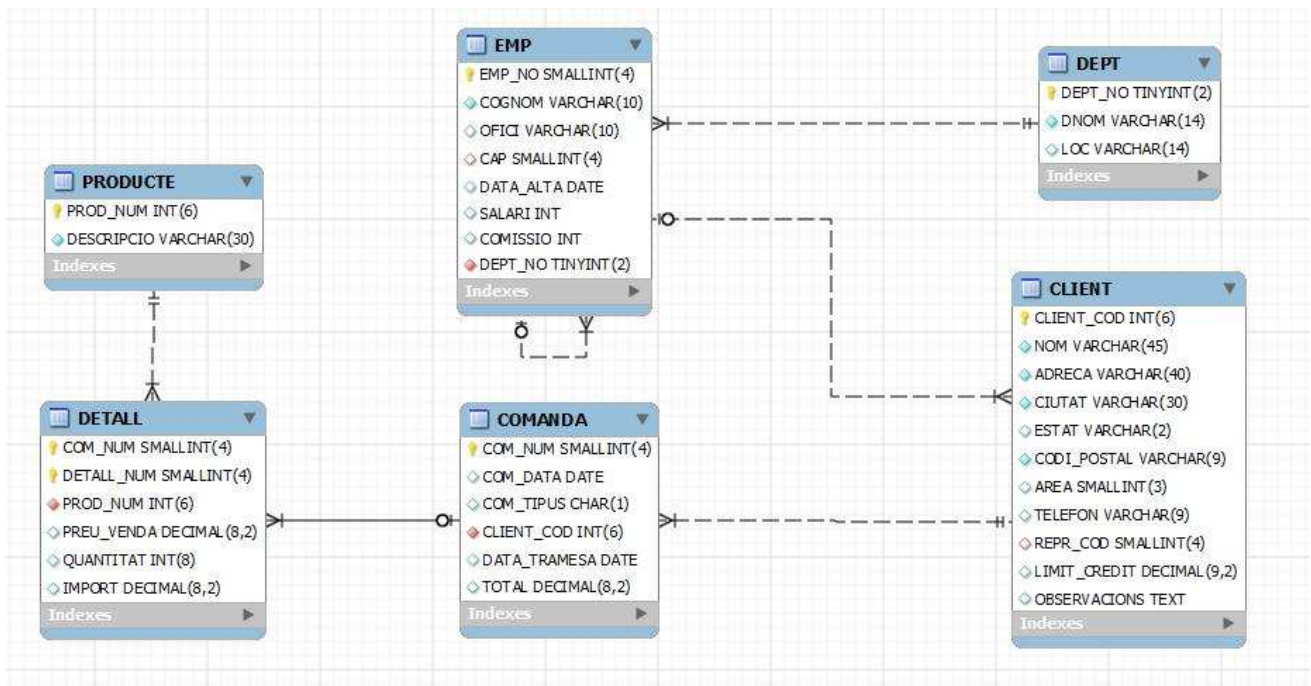 EMP
EMP_NO SMALLINT(4)
COGNOM VARCHAR(10)
OFICI VARCHAR(10)
CAP SMALLINT(4)
DATA_ALTA DATE
SALARI INT
COMISSIO INT
DEPT_NO TINYINT(2)
Indexes
DEPT
DEPT_NO TINYINT(2)
DNOM VARCHAR(14)
LOC VARCHAR(14)
Indexes
PRODUCTE
PROD_NUM INT(6)
DESCRIPCIO VARCHAR(30)
Indexes
CLIENT
CLIENT_COD INT(6)
NOM VARCHAR(45)
ADRECA VARCHAR(40)
CIUTAT VARCHAR(30)
ESTAT VARCHAR(2)
CODI_POSTAL VARCHAR(9)
AREA SMALLINT(3)
TELEFON VARCHAR(9)
REPR_COD SMALLINT(4)
LIMIT_CREDIT DECIMAL(9,2)
OBSERVACIONS TEXT
Indexes
DETALL
COM_NUM SMALLINT(4)
DETALL_NUM SMALLINT(4)
PROD_NUM INT(6)
PREU_VENDA DECIMAL(8,2)
QUANTITAT INT(8)
IMPORT DECIMAL(8,2)
Indexes
COMANDA
COM_NUM SMALLINT(4)
COM_DATA DATE
COM_TIPUS CHAR(1)
CLIENT_COD INT(6)
DATA_TRAMESA DATE
TOTAL DECIMAL(8,2)
Indexes